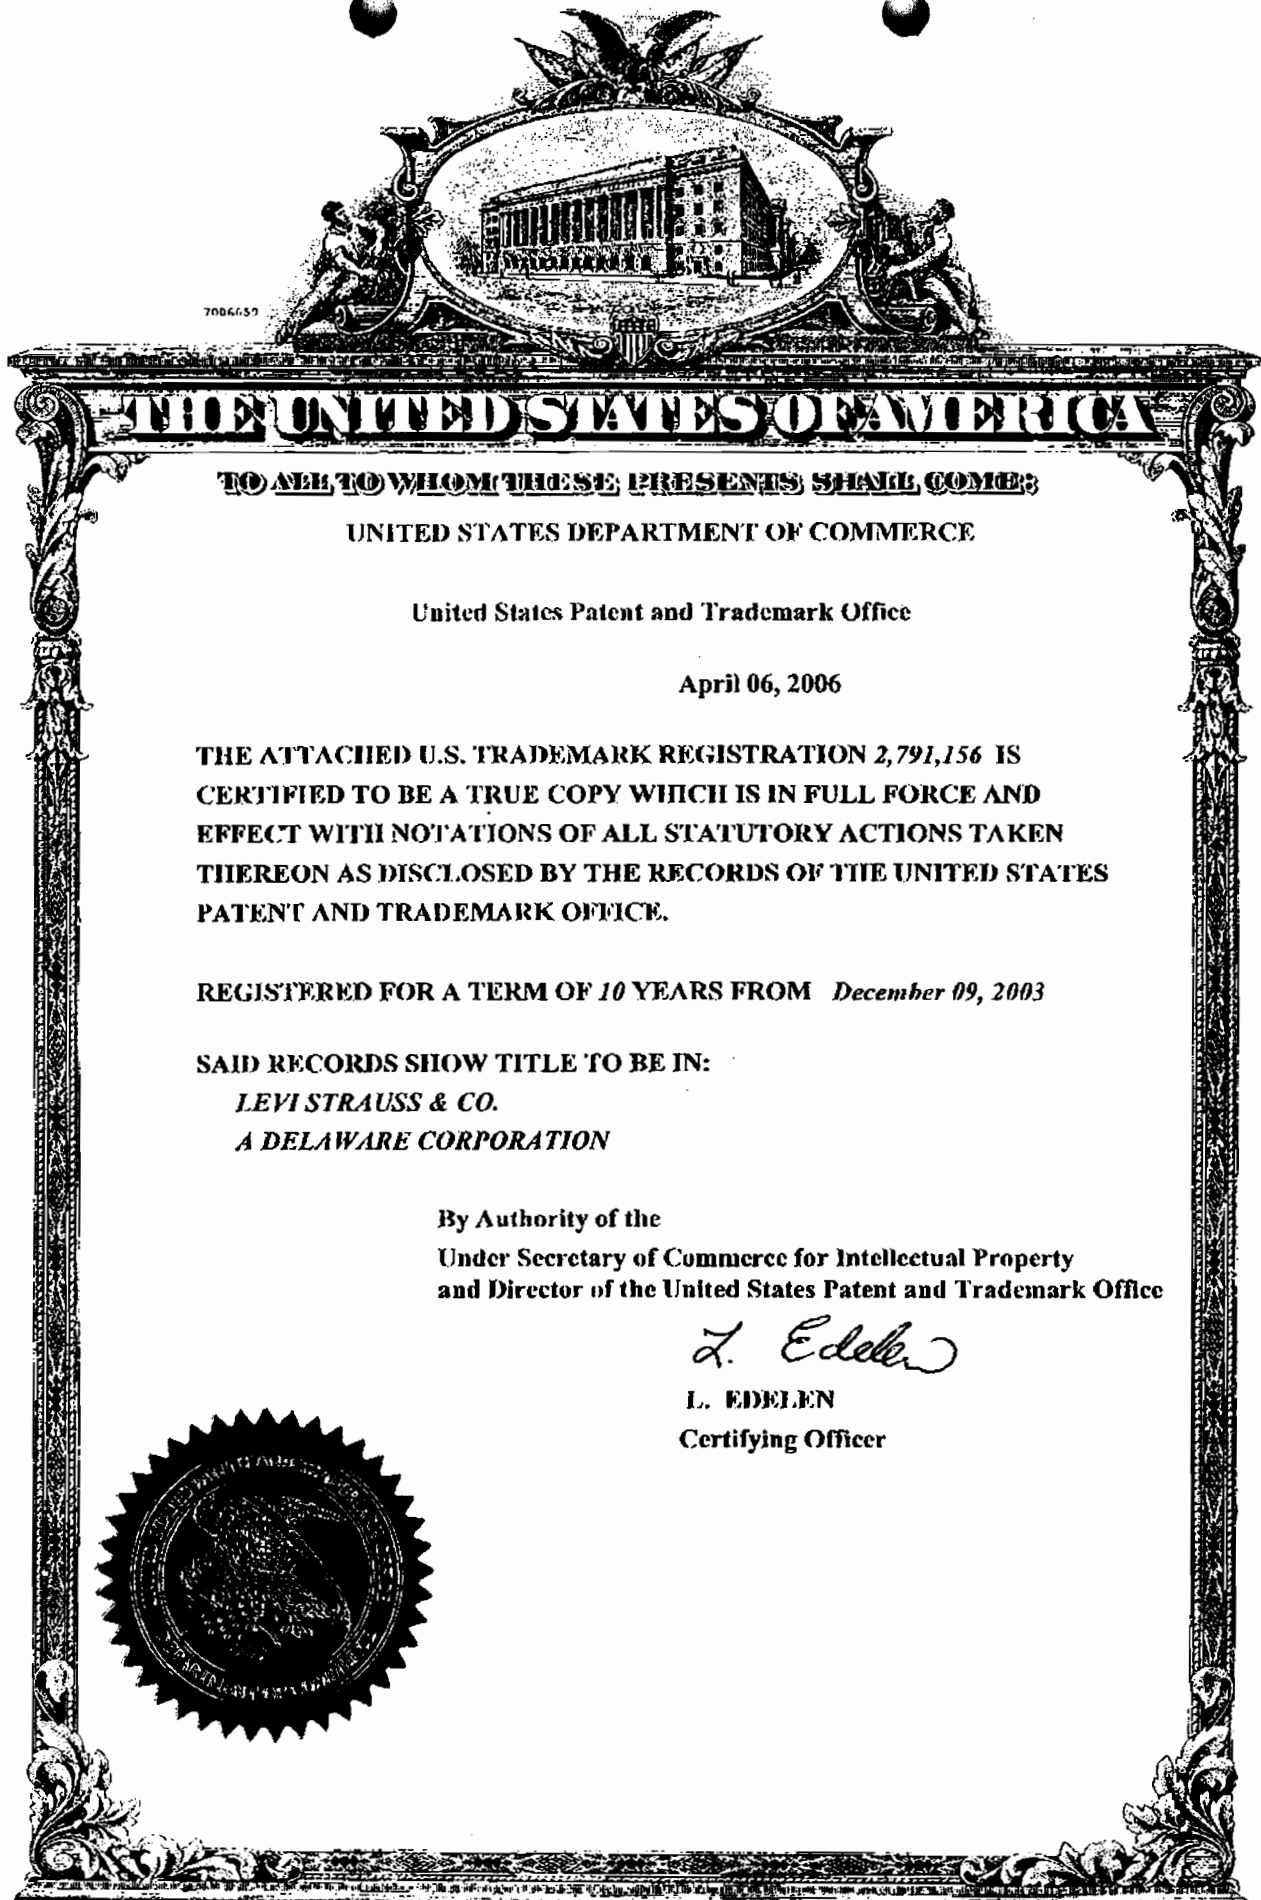 7006659
THE UNITED STATES OF AMERICA
TO ALL TO WHOM THESE PRESENTS SHALL COME:
UNITED STATES DEPARTMENT OF COMMERCE
United States Patent and Trademark Office
April 06, 2006
THE ATTACHED U.S. TRADEMARK REGISTRATION 2,791,156 IS
CERTIFIED TO BE A TRUE COPY WHICH IS IN FULL FORCE AND
EFFECT WITH NOTATIONS OF ALL STATUTORY ACTIONS TAKEN
THEREON AS DISCLOSED BY THE RECORDS OF THE UNITED STATES
PATENT AND TRADEMARK OFFICE.
REGISTERED FOR A TERM OF 10 YEARS FROM December 09, 2003
SAID RECORDS SHOW TITLE TO BE IN:
LEVI STRAUSS & CO.
A DELAWARE CORPORATION
By Authority of the
Under Secretary of Commerce for Intellectual Property
and Director of the United States Patent and Trademark Office
L. Edelen
L. EDELEN
Certifying Officer